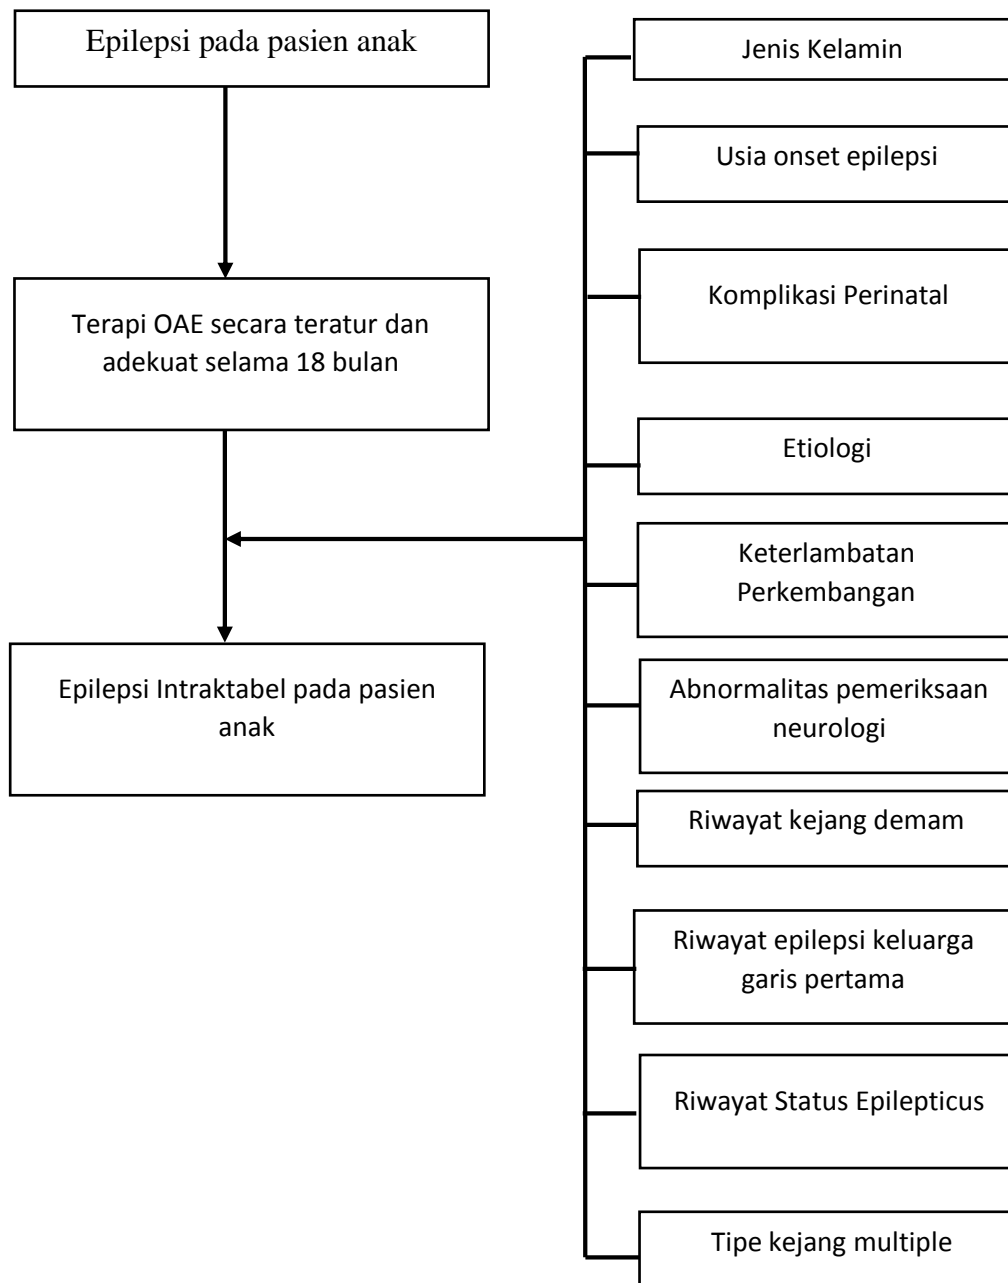 Epilepsi pada pasien anak
Terapi OAE secara teratur dan
adekuat selama 18 bulan
Epilepsi Intraktabel pada pasien
anak
Jenis Kelamin
Usia onset epilepsi
Komplikasi Perinatal
Etiologi
Keterlambatan
Perkembangan
Abnormalitas pemeriksaan
neurologi
Riwayat kejang demam
Riwayat epilepsi keluarga
garis pertama
Riwayat Status Epilepticus
Tipe kejang multiple